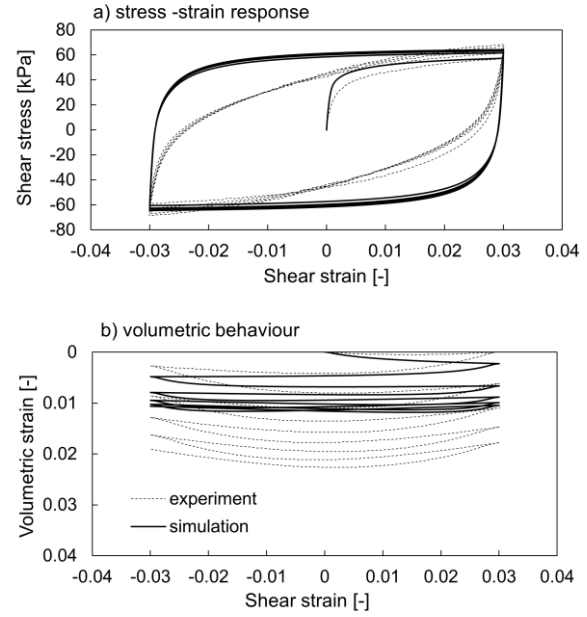 a) stress -strain response
Shear stress [kPa]
80
60
40
20
0
-20
-40
-60
-80
-0.04 -0.03 -0.02 -0.01 0 0.01 0.02 0.03 0.04
Shear strain [-]
b) volumetric behaviour
Volumetric strain [-]
0
0.01
0.02
0.03
0.04
experiment
simulation
-0.04 -0.03 -0.02 -0.01 0 0.01 0.02 0.03 0.04
Shear strain [-]